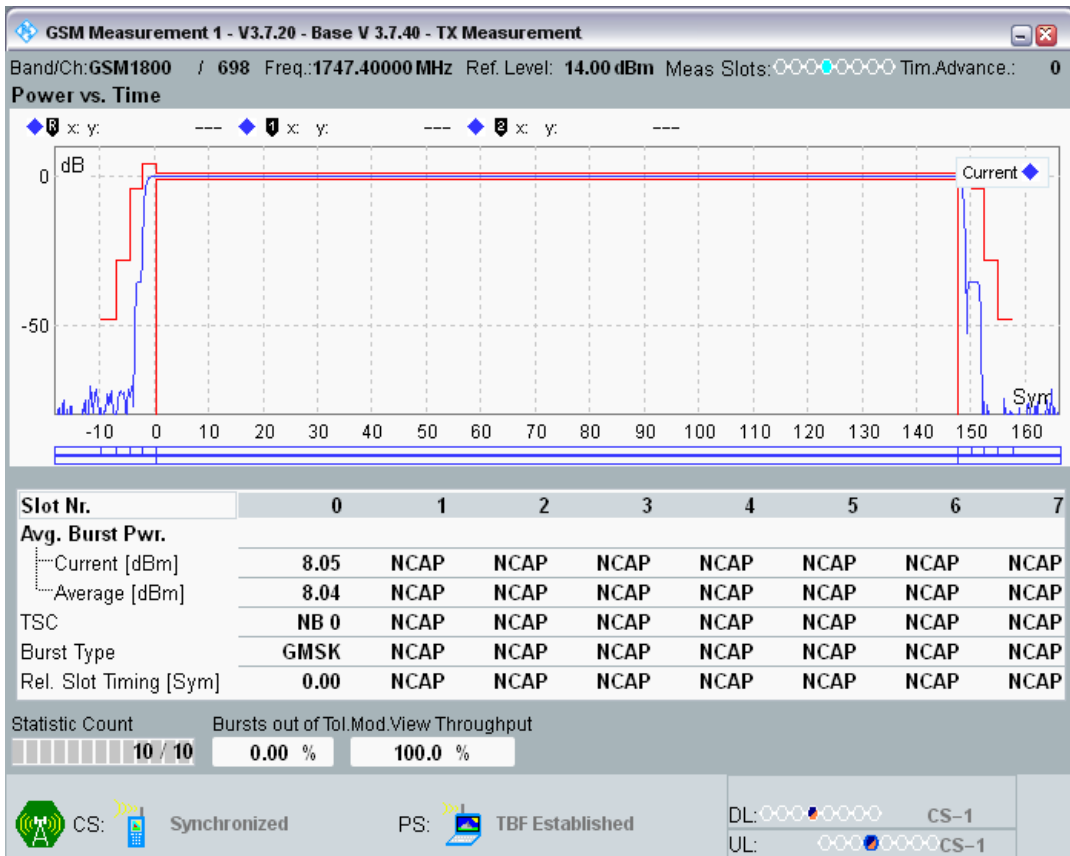 GSM Measurement 1 - V3.7.20 - Base V 3.7.40 - TX Measurement
Band/Ch:GSM1800 / 698 Freq.:1747.40000 MHz Ref. Level: 14.00 dBm Meas Slots: Tim.Advance.: 0
Power vs. Time
R x: y: --- 1 x: y: --- 2 x: y: ---
dB
Current
0
-50
Sym
-10 0 10 20 30 40 50 60 70 80 90 100 110 120 130 140 150 160
Slot Nr. 0 1 2 3 4 5 6 7
Avg. Burst Pwr.
Current [dBm] 8.05 NCAP NCAP NCAP NCAP NCAP NCAP NCAP
Average [dBm] 8.04 NCAP NCAP NCAP NCAP NCAP NCAP NCAP
TSC NB 0 NCAP NCAP NCAP NCAP NCAP NCAP NCAP
Burst Type GMSK NCAP NCAP NCAP NCAP NCAP NCAP NCAP
Rel. Slot Timing [Sym] 0.00 NCAP NCAP NCAP NCAP NCAP NCAP NCAP
Statistic Count Bursts out of Tol.Mod.View Throughput
10 / 10 0.00 % 100.0 %
CS: Synchronized PS: TBF Established
DL: CS-1
UL: CS-1